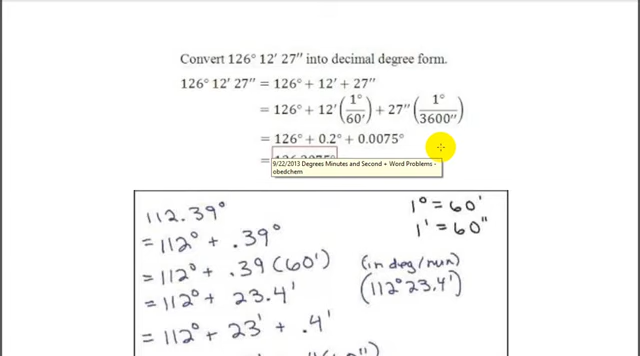 Convert 126° 12′ 27″ into decimal degree form.
126° 12′ 27″ = 126° + 12′ + 27″
= 126° + 12′(1°/60′) + 27″(1°/3600″)
= 126° + 0.2° + 0.0075°
=
9/22/2013 Degrees Minutes and Second + Word Problems - obedchem
112.39°
= 112° + .39°
= 112° + .39(60′)
= 112° + 23.4′
= 112° + 23′ + .4′
1° = 60′
1′ = 60″
(in deg/min)
(112° 23.4′)